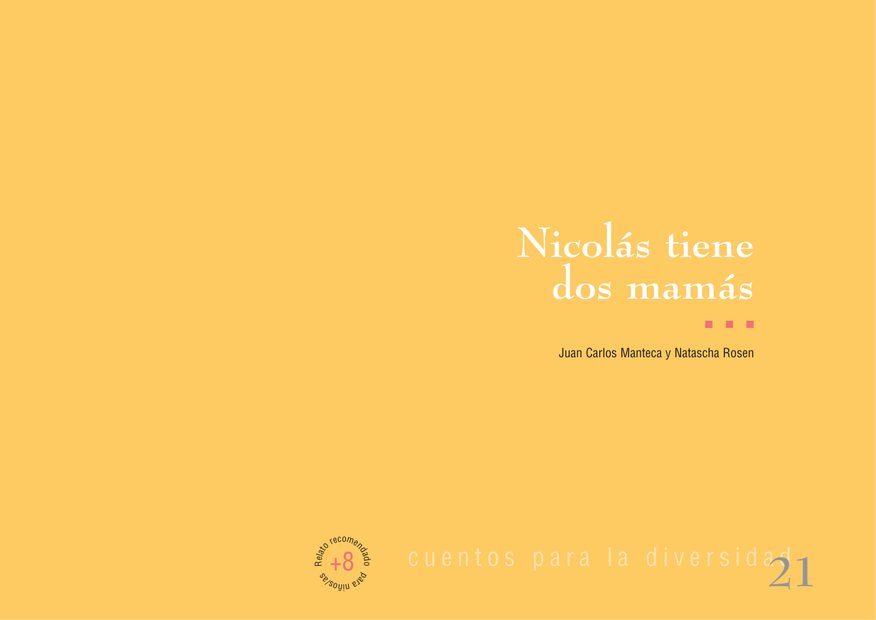 Nicolás tiene
dos mamás
Juan Carlos Manteca y Natascha Rosen
Relato recomendado para niños/as
+8
cuentos para la diversidad
21